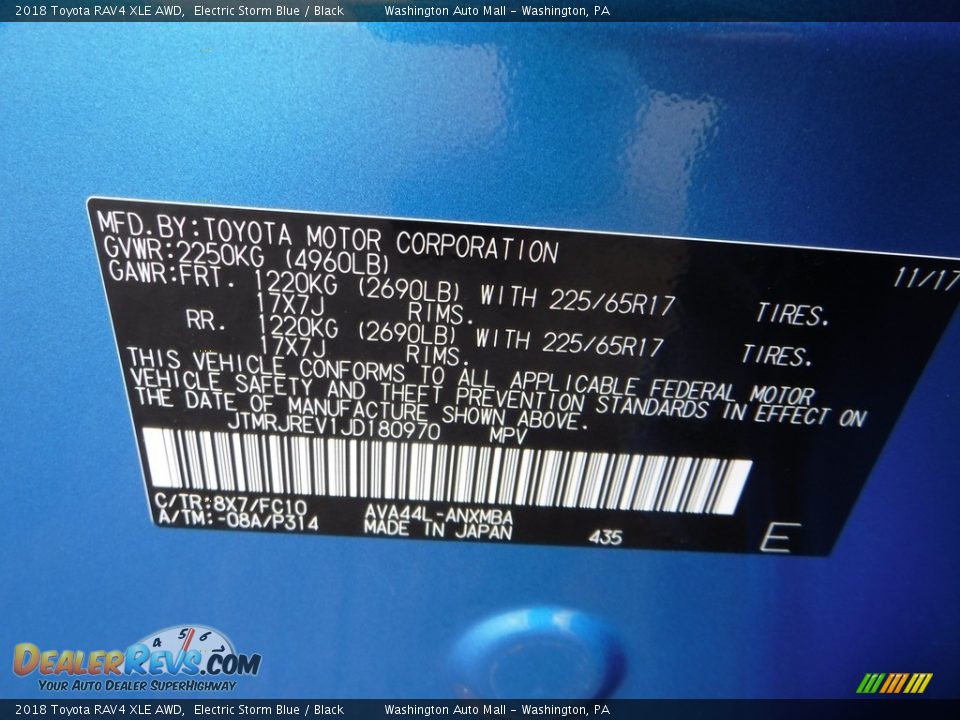 2018 Toyota RAV4 XLE AWD, Electric Storm Blue / Black Washington Auto Mall - Washington, PA
MFD.BY:TOYOTA MOTOR CORPORATION 11/17
GVWR:2250KG (4960LB)
GAWR:FRT. 1220KG (2690LB) WITH 225/65R17 TIRES.
17X7J RIMS.
RR. 1220KG (2690LB) WITH 225/65R17 TIRES.
17X7J RIMS.
THIS VEHICLE CONFORMS TO ALL APPLICABLE FEDERAL MOTOR
VEHICLE SAFETY AND THEFT PREVENTION STANDARDS IN EFFECT ON
THE DATE OF MANUFACTURE SHOWN ABOVE.
JTMRJREV1JD180970 MPV
C/TR:8X7/FC10 AVA44L-ANXMBA
A/TM:-08A/P314 MADE IN JAPAN 435 E
4 5 6
DEALERREVS.COM
YOUR AUTO DEALER SUPERHIGHWAY
2018 Toyota RAV4 XLE AWD, Electric Storm Blue / Black Washington Auto Mall - Washington, PA